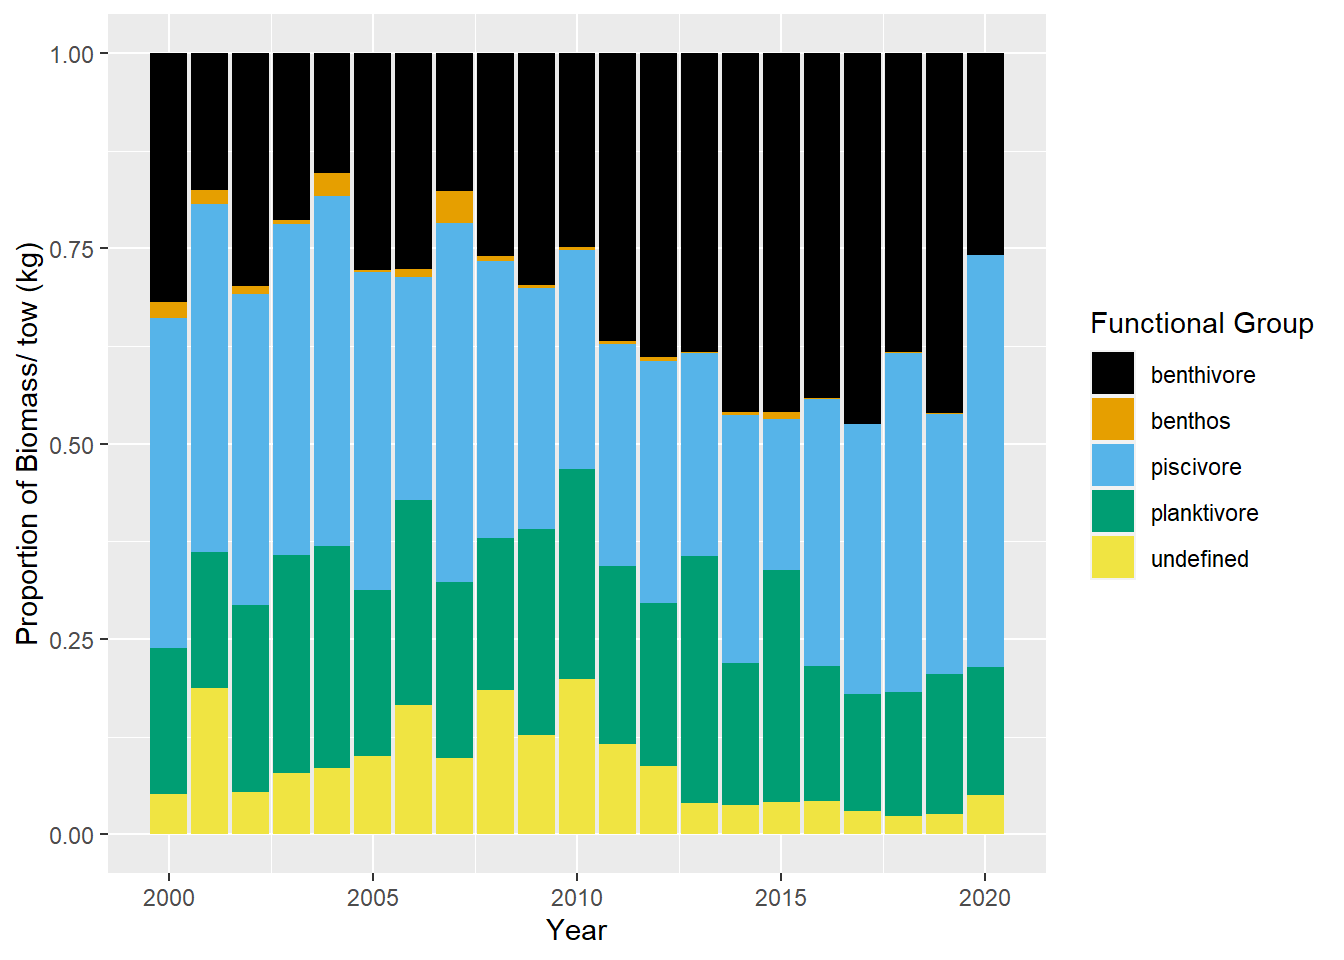 1.00
0.75
0.50
0.25
0.00
Proportion of Biomass/ tow (kg)
2000 2005 2010 2015 2020
Year
Functional Group
benthivore
benthos
piscivore
planktivore
undefined